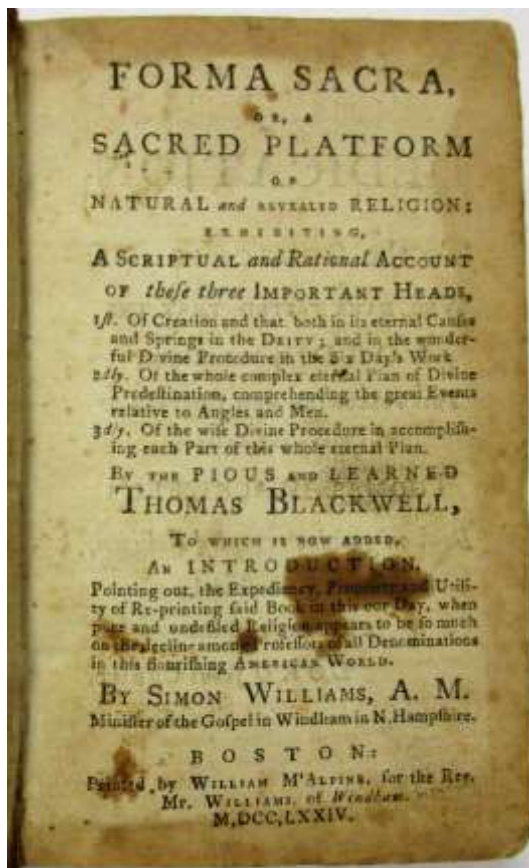 FORMA SACRA,
OR, A
SACRED PLATFORM
OF
NATURAL and REVEALED RELIGION:
EXHIBITING,
A SCRIPTUAL and Rational ACCOUNT
OF theſe three IMPORTANT HEADS,
1ſt. Of Creation and that both in its eternal Cauſes
and Springs in the DEITY; and in the wonder-
ful Divine Procedure in the Six Day's Work
2dly. Of the whole complex eternal Plan of Divine
Predeſtination, comprehending the great Events
relative to Angles and Men.
3dly. Of the wiſe Divine Procedure in accompliſh-
ing each Part of this whole eternal Plan.
By THE PIOUS AND LEARNED
THOMAS BLACKWELL,
TO WHICH IS NOW ADDED,
AN INTRODUCTION,
Pointing out, the Expediency, and Utili-
ty of Re-printing ſaid Book in this our Day, when
pure and undefiled Religion appears to be ſo much
on the decline among Profeſſors of all Denominations
in this flouriſhing AMERICAN WORLD.
BY SIMON WILLIAMS, A. M.
Miniſter of the Goſpel in Windham in N. Hampſhire.
BOSTON:
Printed by WILLIAM M'ALPINE, for the Rev.
Mr. WILLIAMS, of Windham.
M,DCC,LXXIV.